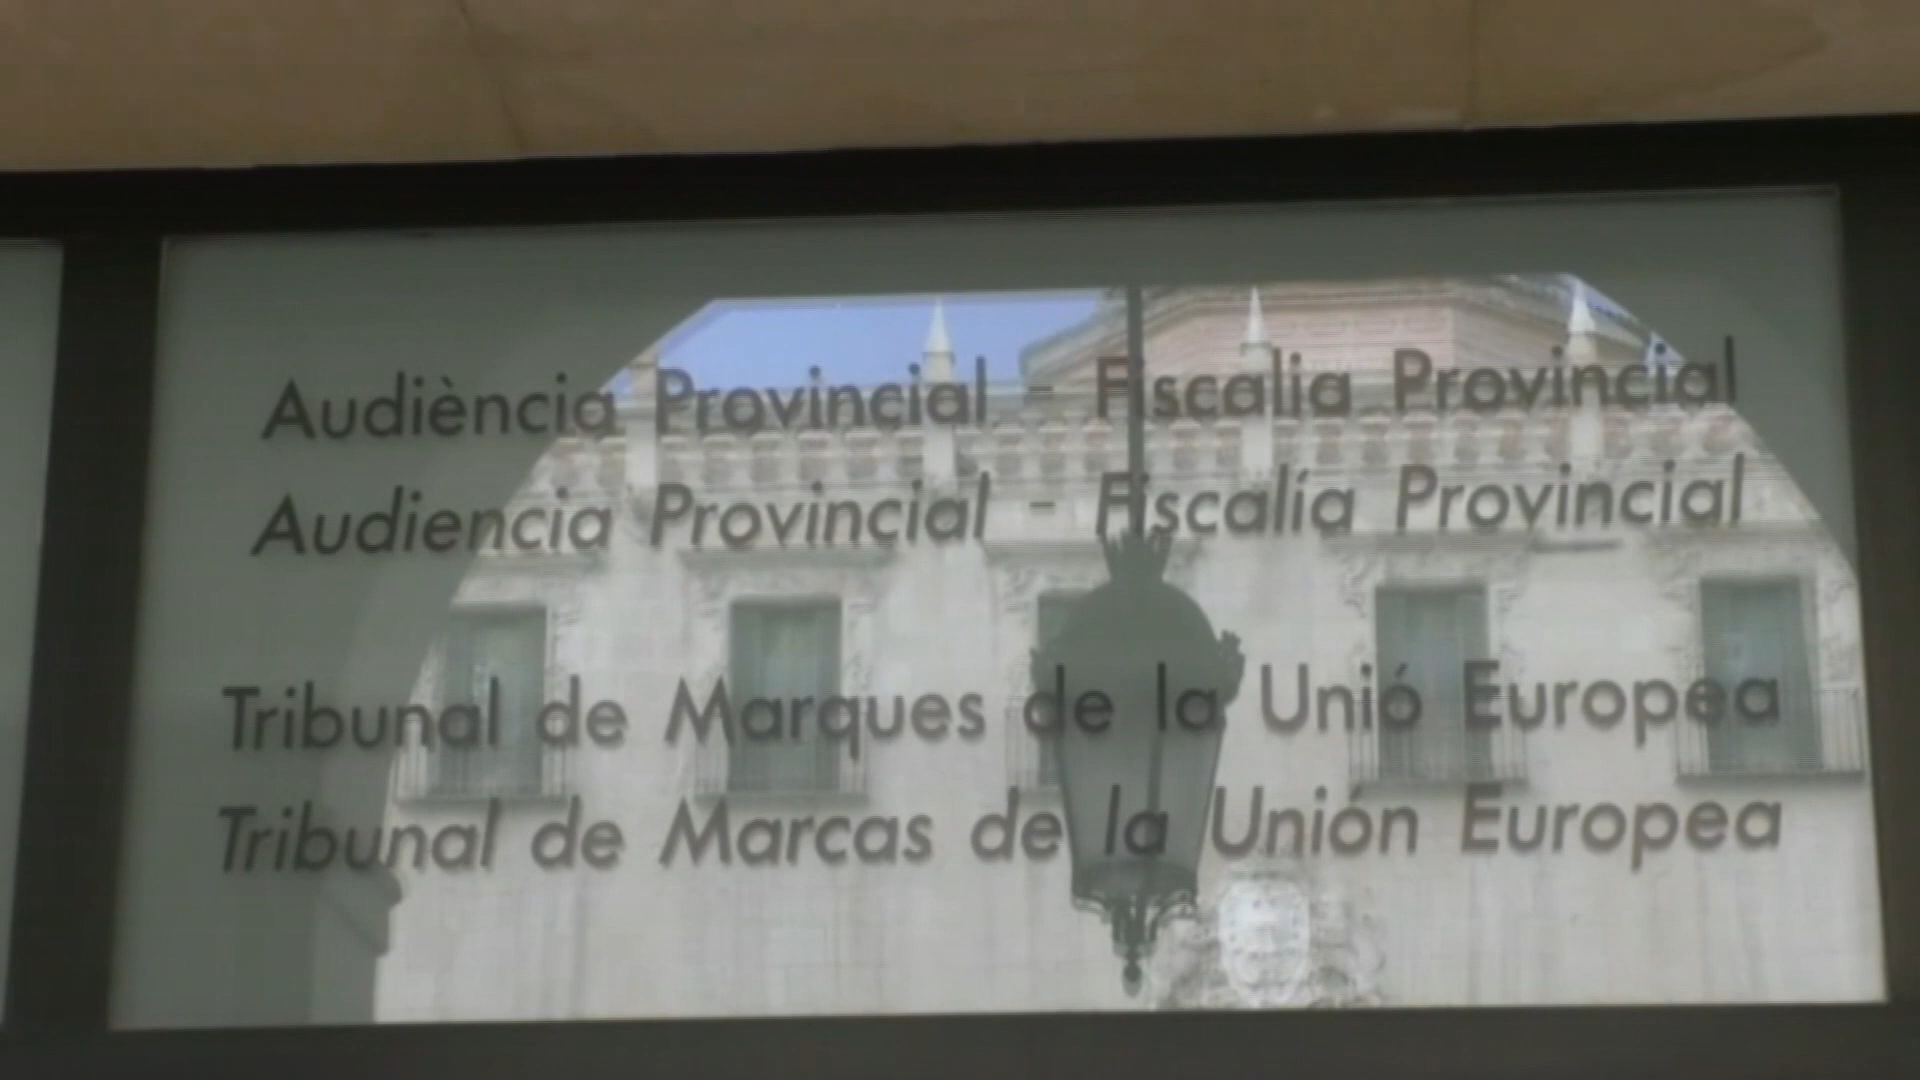 Audiència Provincial - Fiscalia Provincial
Audiencia Provincial - Fiscalía Provincial
Tribunal de Marques de la Unió Europea
Tribunal de Marcas de la Unión Europea